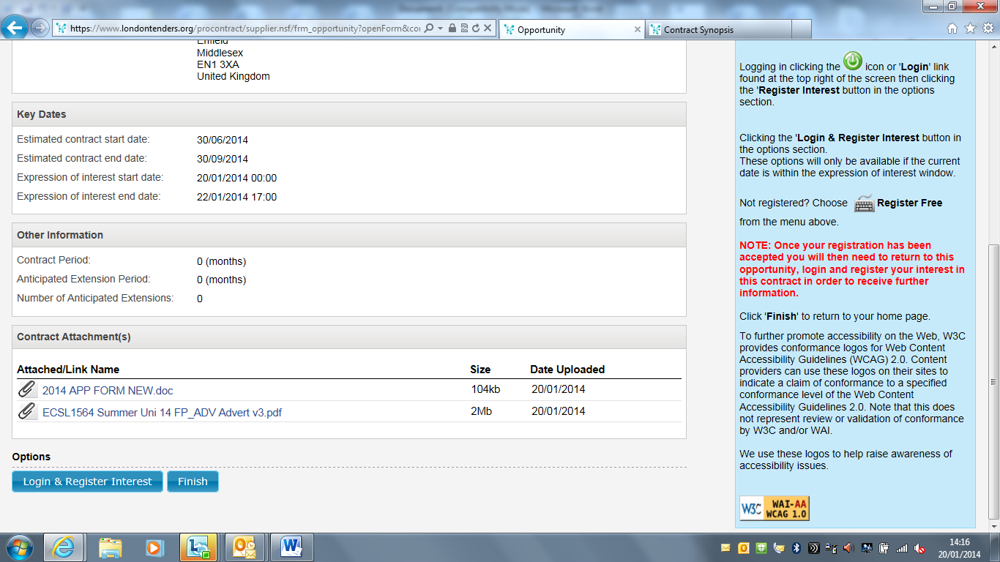 https://www.londontenders.org/procontract/supplier.nsf/frm_opportunity?openForm&co
Opportunity
Contract Synopsis
Enfield
Middlesex
EN1 3XA
United Kingdom
Key Dates
Estimated contract start date: 30/06/2014
Estimated contract end date: 30/09/2014
Expression of interest start date: 20/01/2014 00:00
Expression of interest end date: 22/01/2014 17:00
Other Information
Contract Period: 0 (months)
Anticipated Extension Period: 0 (months)
Number of Anticipated Extensions: 0
Contract Attachment(s)
Attached/Link Name Size Date Uploaded
2014 APP FORM NEW.doc 104kb 20/01/2014
ECSL1564 Summer Uni 14 FP_ADV Advert v3.pdf 2Mb 20/01/2014
Options
Login & Register Interest Finish
Logging in clicking the icon or 'Login' link
found at the top right of the screen then clicking
the 'Register Interest button in the options
section.
Clicking the 'Login & Register Interest button in
the options section.
These options will only be available if the current
date is within the expression of interest window.
Not registered? Choose Register Free
from the menu above.
NOTE: Once your registration has been
accepted you will then need to return to this
opportunity, login and register your interest in
this contract in order to receive further
information.
Click 'Finish' to return to your home page.
To further promote accessibility on the Web, W3C
provides conformance logos for Web Content
Accessibility Guidelines (WCAG) 2.0. Content
providers can use these logos on their sites to
indicate a claim of conformance to a specified
conformance level of the Web Content
Accessibility Guidelines 2.0. Note that this does
not represent review or validation of conformance
by W3C and/or WAI.
We use these logos to help raise awareness of
accessibility issues.
W3C WAI-AA
WCAG 1.0
14:16
20/01/2014